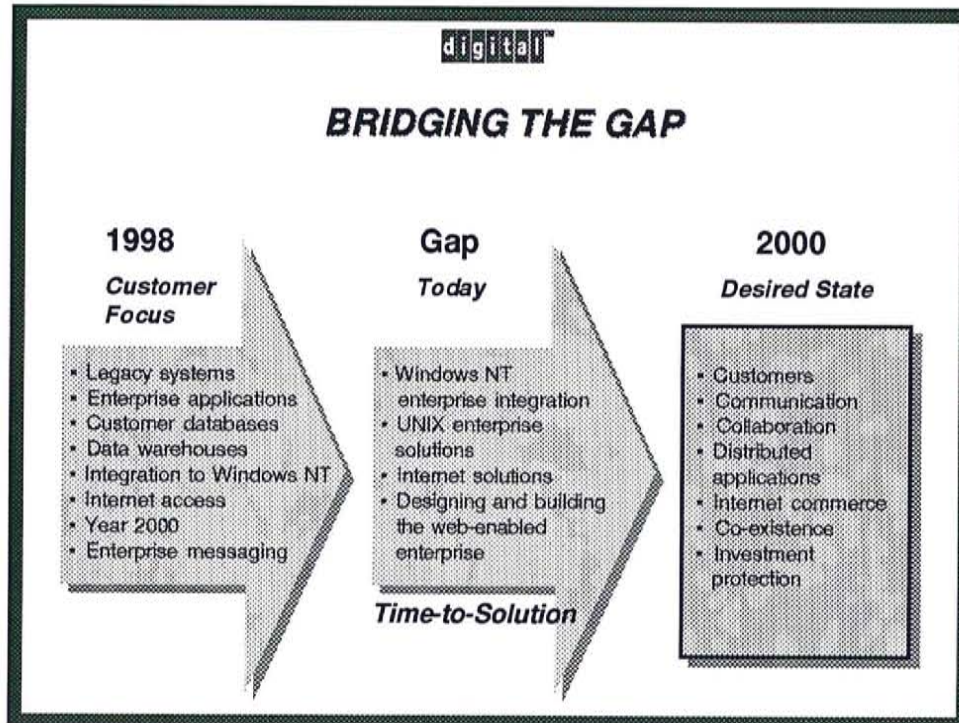 digital™
BRIDGING THE GAP
1998
Customer
Focus
• Legacy systems
• Enterprise applications
• Customer databases
• Data warehouses
• Integration to Windows NT
• Internet access
• Year 2000
• Enterprise messaging
Gap
Today
• Windows NT
enterprise integration
• UNIX enterprise
solutions
• Internet solutions
• Designing and building
the web-enabled
enterprise
Time-to-Solution
2000
Desired State
• Customers
• Communication
• Collaboration
• Distributed
applications
• Internet commerce
• Co-existence
• Investment
protection